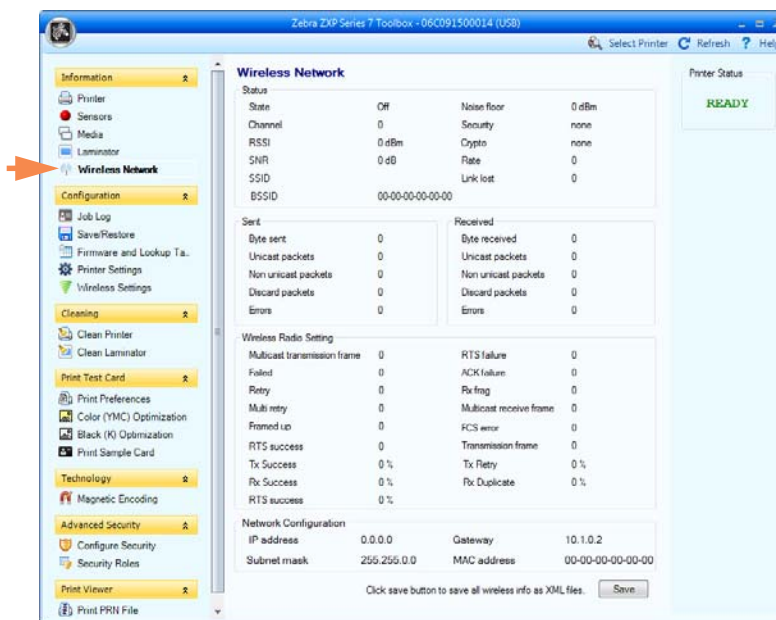 Zebra ZXP Series 7 Toolbox - 06C091500014 (USB)
Select Printer Refresh ? Help
Information
Printer
Sensors
Media
Laminator
Wireless Network
Configuration
Job Log
Save/Restore
Firmware and Lookup Ta..
Printer Settings
Wireless Settings
Cleaning
Clean Printer
Clean Laminator
Print Test Card
Print Preferences
Color (YMC) Optimization
Black (K) Optimization
Print Sample Card
Technology
Magnetic Encoding
Advanced Security
Configure Security
Security Roles
Print Viewer
Print PRN File
Wireless Network
Status
State Off Noise floor 0 dBm
Channel 0 Security none
RSSI 0 dBm Crypto none
SNR 0 dB Rate 0
SSID Link lost 0
BSSID 00-00-00-00-00-00
Sent
Byte sent 0
Unicast packets 0
Non unicast packets 0
Discard packets 0
Errors 0
Received
Byte received 0
Unicast packets 0
Non unicast packets 0
Discard packets 0
Errors 0
Wireless Radio Setting
Multicast transmission frame 0 RTS failure 0
Failed 0 ACK failure 0
Retry 0 Rx frag 0
Multi retry 0 Multicast receive frame 0
Framed up 0 FCS error 0
RTS success 0 Transmission frame 0
Tx Success 0 % Tx Retry 0 %
Rx Success 0 % Rx Duplicate 0 %
RTS success 0 %
Network Configuration
IP address 0.0.0.0 Gateway 10.1.0.2
Subnet mask 255.255.0.0 MAC address 00-00-00-00-00-00
Click save button to save all wireless info as XML files. Save
Printer Status
READY